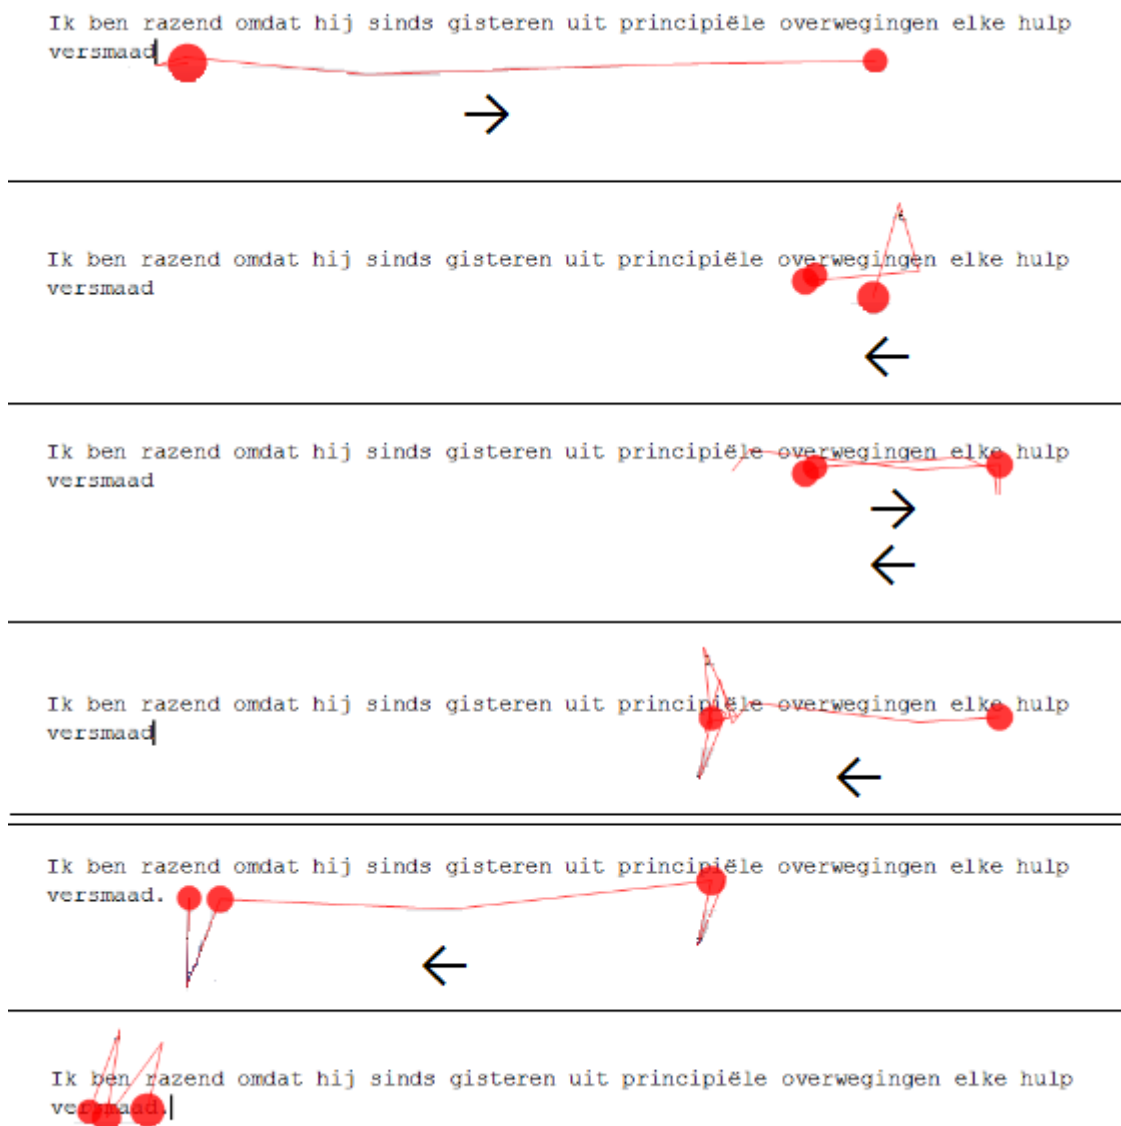 Ik ben razend omdat hij sinds gisteren uit principiële overwegingen elke hulp
versmaad
Ik ben razend omdat hij sinds gisteren uit principiële overwegingen elke hulp
versmaad
Ik ben razend omdat hij sinds gisteren uit principiële overwegingen elke hulp
versmaad
Ik ben razend omdat hij sinds gisteren uit principiële overwegingen elke hulp
versmaad
Ik ben razend omdat hij sinds gisteren uit principiële overwegingen elke hulp
versmaad.
Ik ben razend omdat hij sinds gisteren uit principiële overwegingen elke hulp
versmaad.